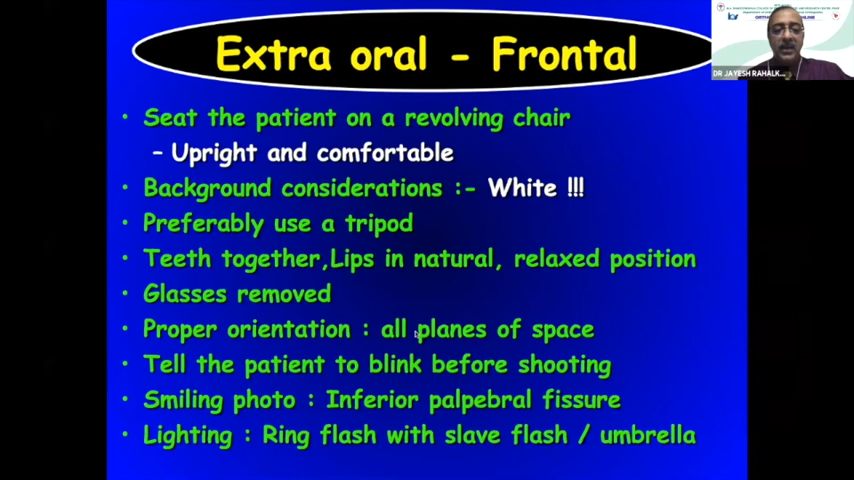 Extra oral - Frontal
• Seat the patient on a revolving chair
– Upright and comfortable
• Background considerations :- White !!!
• Preferably use a tripod
• Teeth together,Lips in natural, relaxed position
• Glasses removed
• Proper orientation : all planes of space
• Tell the patient to blink before shooting
• Smiling photo : Inferior palpebral fissure
• Lighting : Ring flash with slave flash / umbrella
DR JAYESH RAHALK...